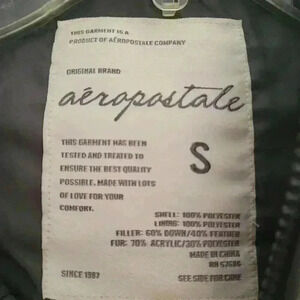 THIS GARMENT IS A
PRODUCT OF AÉROPOSTALE COMPANY
ORIGINAL BRAND
aéropostale
THIS GARMENT HAS BEEN
TESTED AND TREATED TO
ENSURE THE BEST QUALITY
POSSIBLE. MADE WITH LOTS
OF LOVE FOR YOUR
COMFORT.
S
SHELL: 100% POLYESTER
LINING: 100% POLYESTER
FILLER: 60% DOWN/40% FEATHER
FUR: 70% ACRYLIC/30% POLYESTER
MADE IN CHINA
RN 57686
SINCE 1987
SEE SIDE FOR CARE